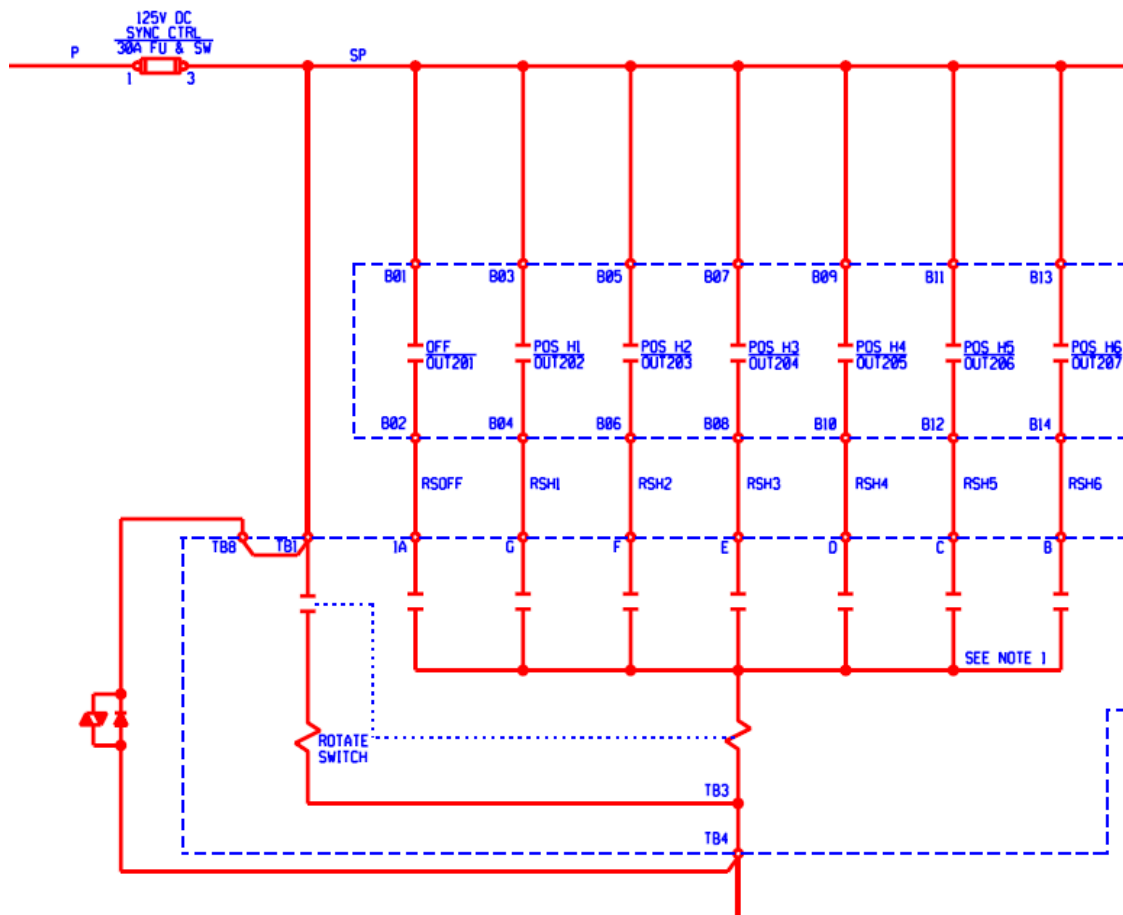 125V DC
SYNC CTRL
30A FU & SW
P
SP
1
3
B01
B03
B05
B07
B09
B11
B13
OFF
OUT201
POS H1
OUT202
POS H2
OUT203
POS H3
OUT204
POS H4
OUT205
POS H5
OUT206
POS H6
OUT207
B02
B04
B06
B08
B10
B12
B14
RSOFF
RSH1
RSH2
RSH3
RSH4
RSH5
RSH6
TB8
TB1
1A
G
F
E
D
C
B
SEE NOTE 1
ROTATE
SWITCH
TB3
TB4